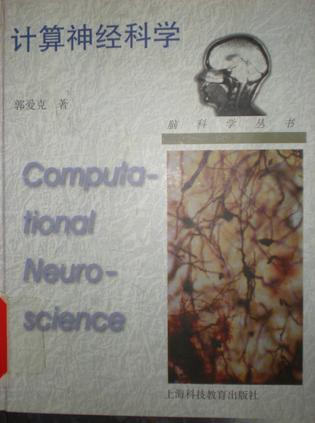 计算神经科学
郭爱克 著
脑科学丛书
Computa-
tional
Neuro-
science
上海科技教育出版社